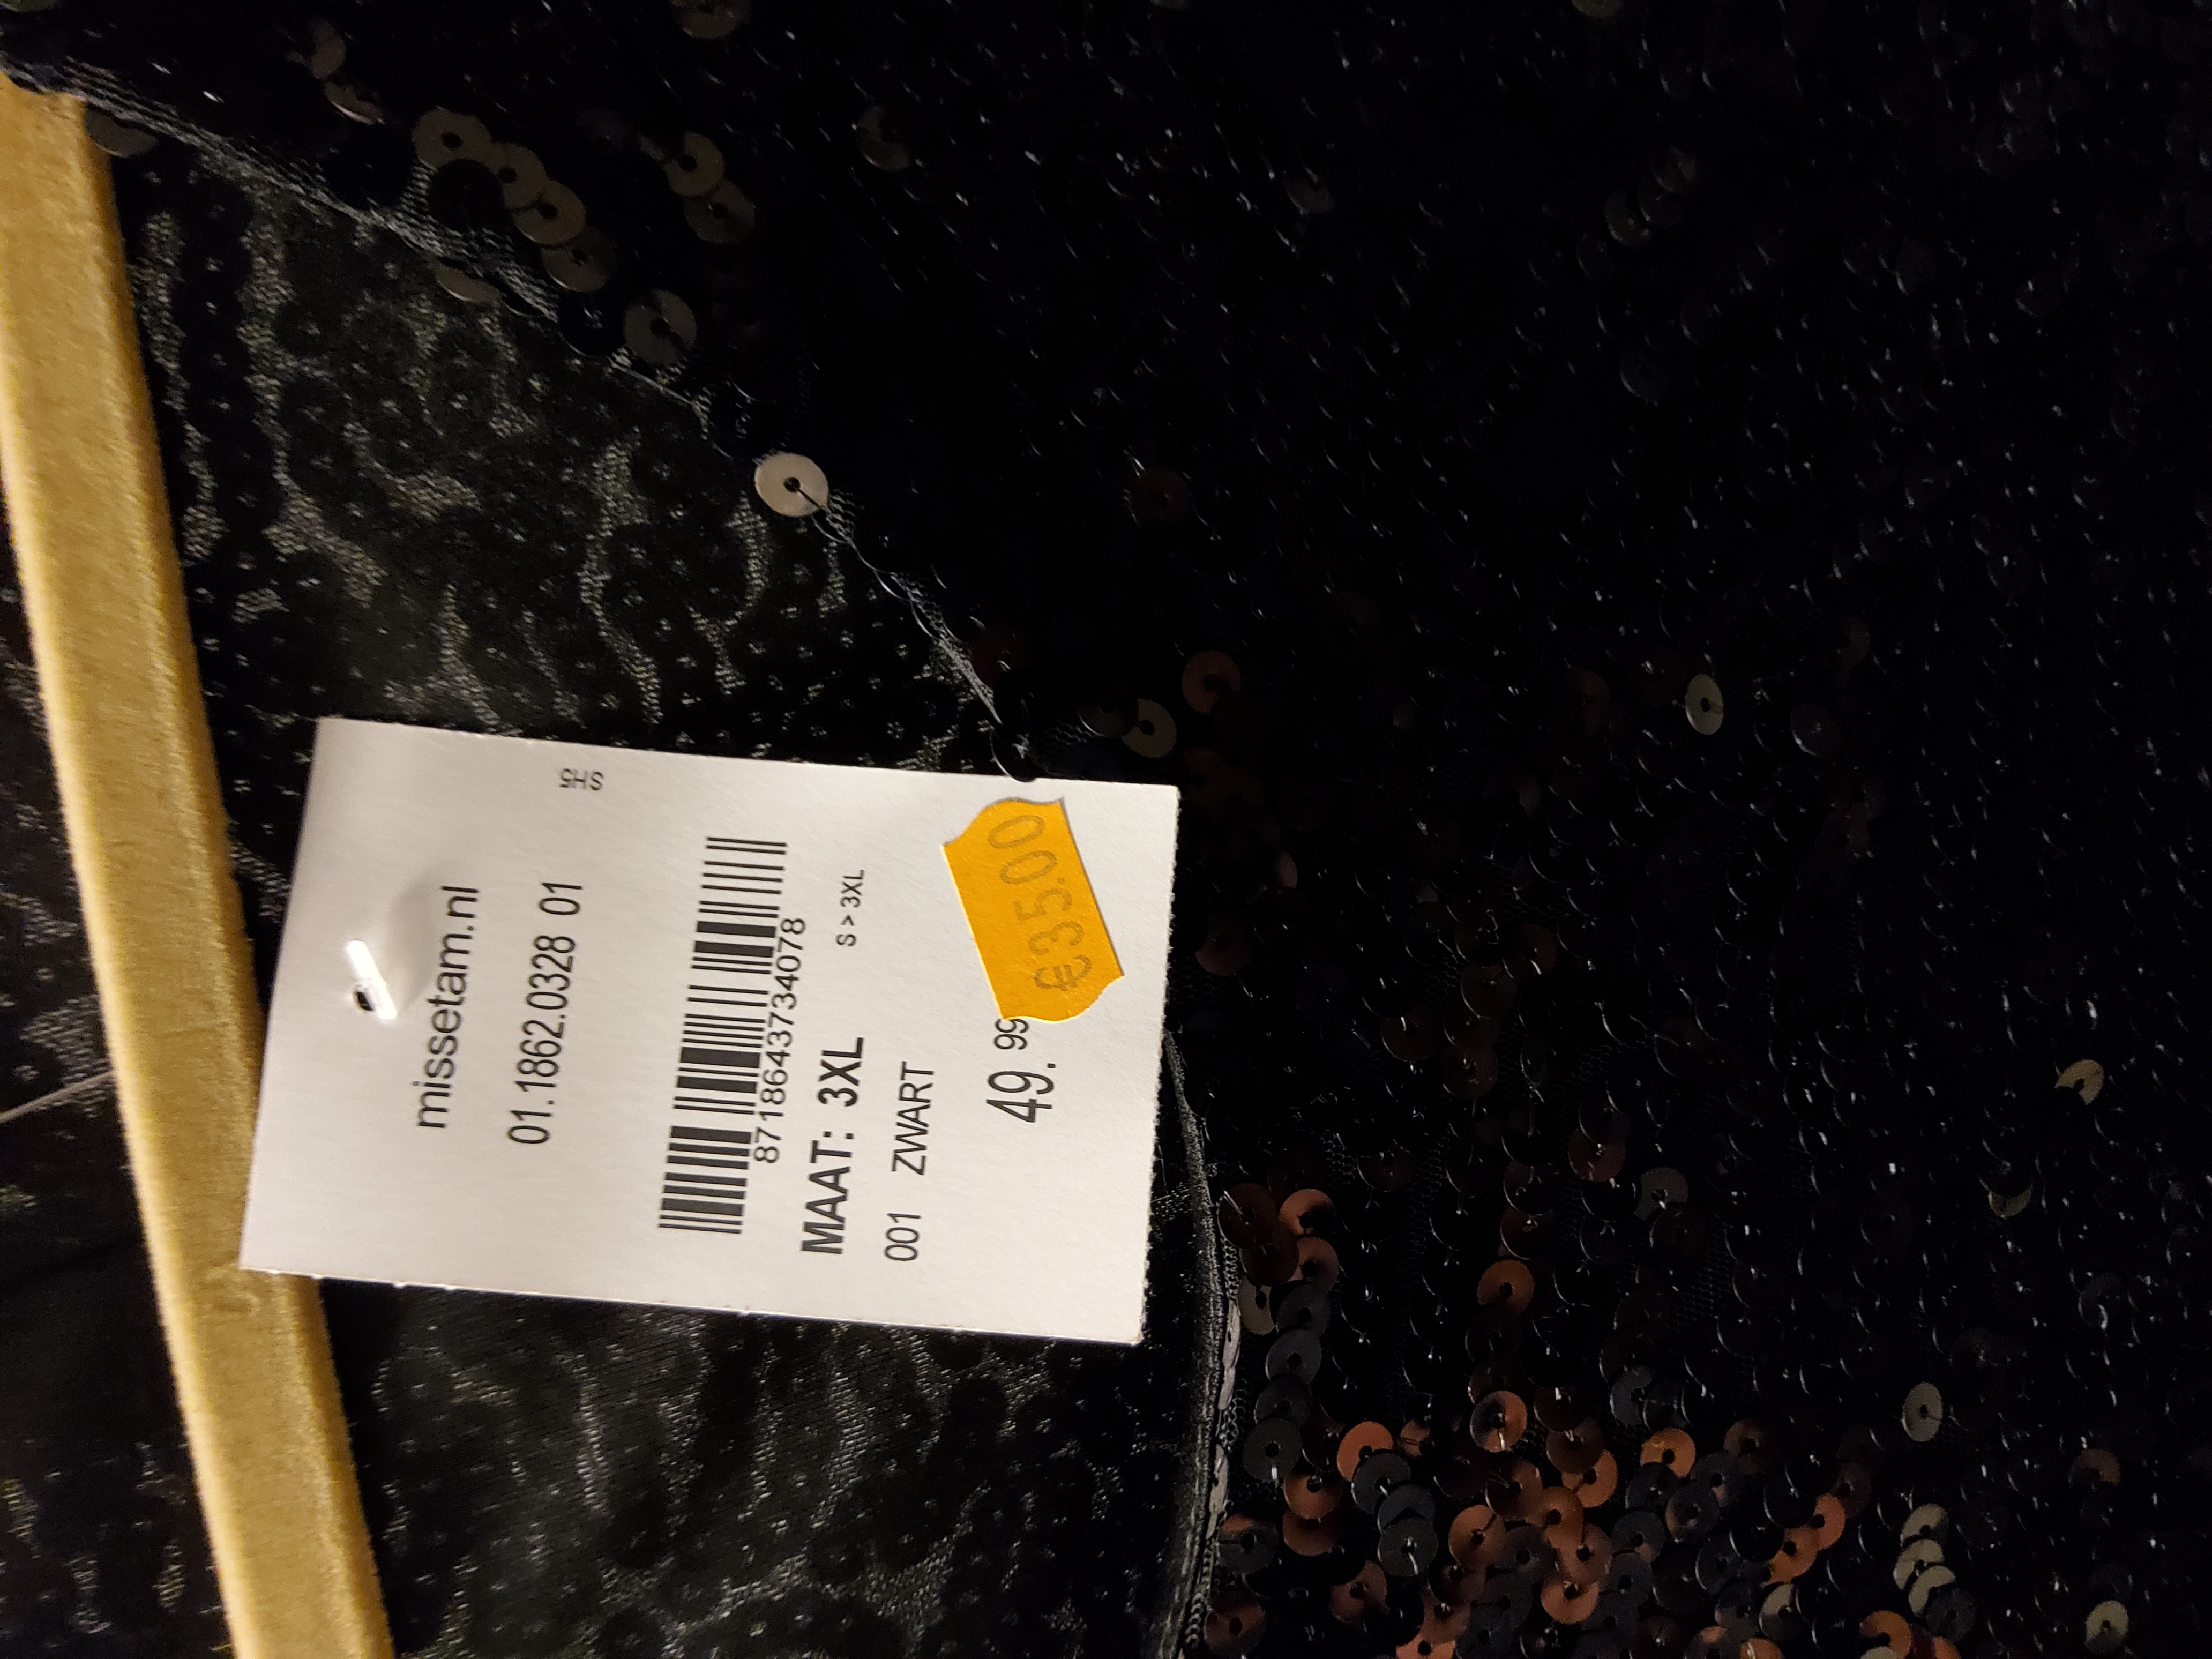 missetam.nl
01.1862.0328 01
SH5
8718643734078
MAAT: 3XL
S > 3XL
001 ZWART
49.99
€35.00